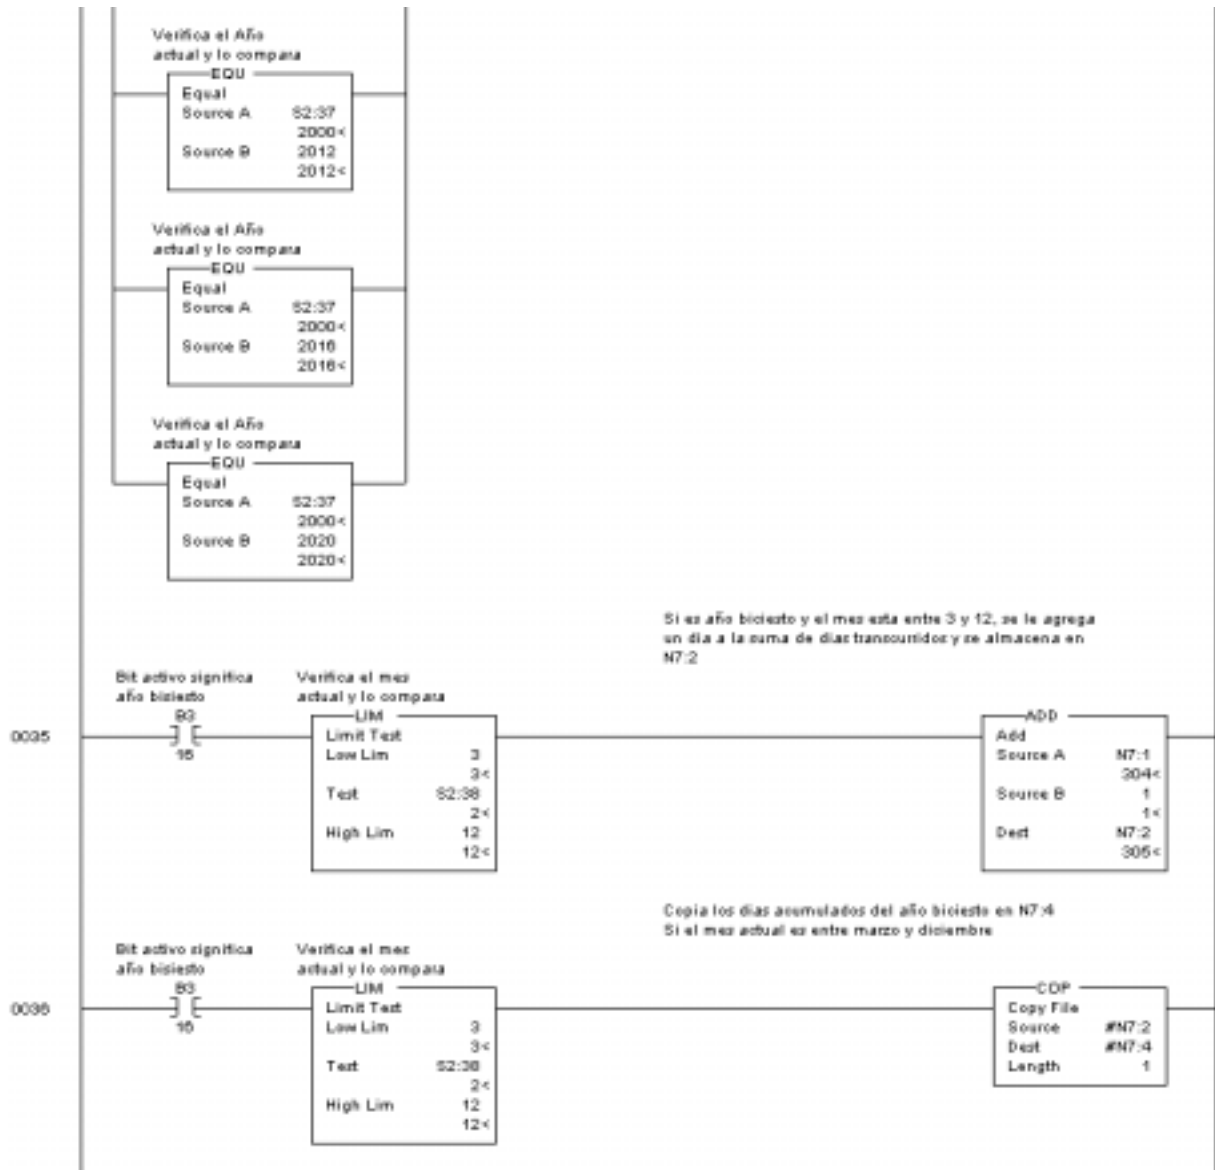 Verifica el Año
actual y lo compara
EQU
Equal
Source A S2:37
2000<
Source B 2012
2012<
Verifica el Año
actual y lo compara
EQU
Equal
Source A S2:37
2000<
Source B 2016
2016<
Verifica el Año
actual y lo compara
EQU
Equal
Source A S2:37
2000<
Source B 2020
2020<
Si es año biciesto y el mes esta entre 3 y 12, se le agrega
un dia a la suma de dias transcurridos y se almacena en
N7:2
Bit activo significa
año bisiesto
Verifica el mes
actual y lo compara
0035
B3
15
LIM
Limit Test
Low Lim 3
3<
Test S2:38
2<
High Lim 12
12<
ADD
Add
Source A N7:1
304<
Source B 1
1<
Dest N7:2
305<
Copia los dias acumulados del año biciesto en N7:4
Si el mes actual es entre marzo y diciembre
Bit activo significa
año bisiesto
Verifica el mes
actual y lo compara
0036
B3
15
LIM
Limit Test
Low Lim 3
3<
Test S2:38
2<
High Lim 12
12<
COP
Copy File
Source #N7:2
Dest #N7:4
Length 1